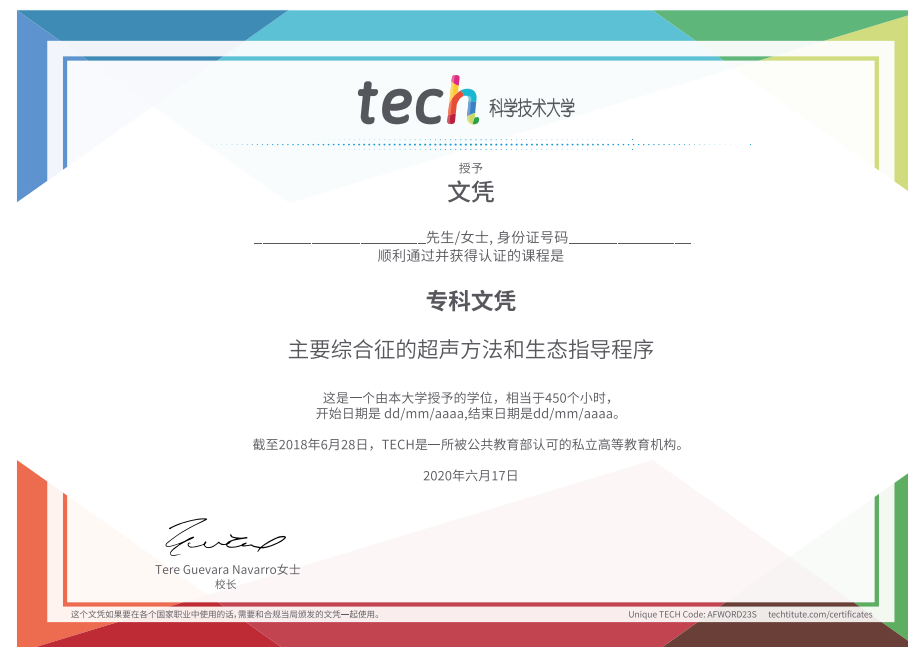 tech 科学技术大学
授予
文凭
______________________先生/女士, 身份证号码________________
顺利通过并获得认证的课程是
专科文凭
主要综合征的超声方法和生态指导程序
这是一个由本大学授予的学位，相当于450个小时，
开始日期是 dd/mm/aaaa,结束日期是dd/mm/aaaa。
截至2018年6月28日，TECH是一所被公共教育部认可的私立高等教育机构。
2020年六月17日
Tere Guevara Navarro女士
校长
这个文凭如果要在各个国家职业中使用的话,需要和合规当局颁发的文凭一起使用。
Unique TECH Code: AFWORD23S techtitute.com/certificates